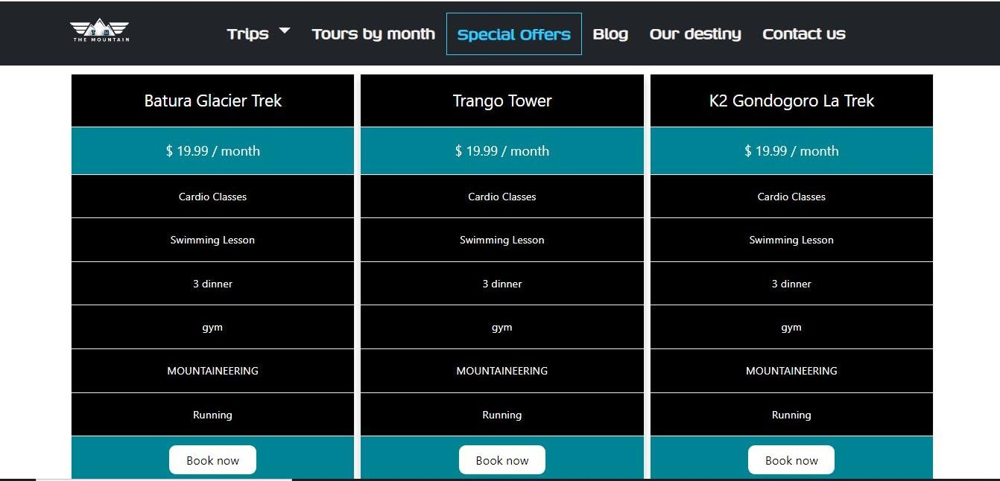 THE MOUNTAIN
Trips Tours by month Special Offers Blog Our destiny Contact us
Batura Glacier Trek
$ 19.99 / month
Cardio Classes
Swimming Lesson
3 dinner
gym
MOUNTAINEERING
Running
Book now
Trango Tower
$ 19.99 / month
Cardio Classes
Swimming Lesson
3 dinner
gym
MOUNTAINEERING
Running
Book now
K2 Gondogoro La Trek
$ 19.99 / month
Cardio Classes
Swimming Lesson
3 dinner
gym
MOUNTAINEERING
Running
Book now